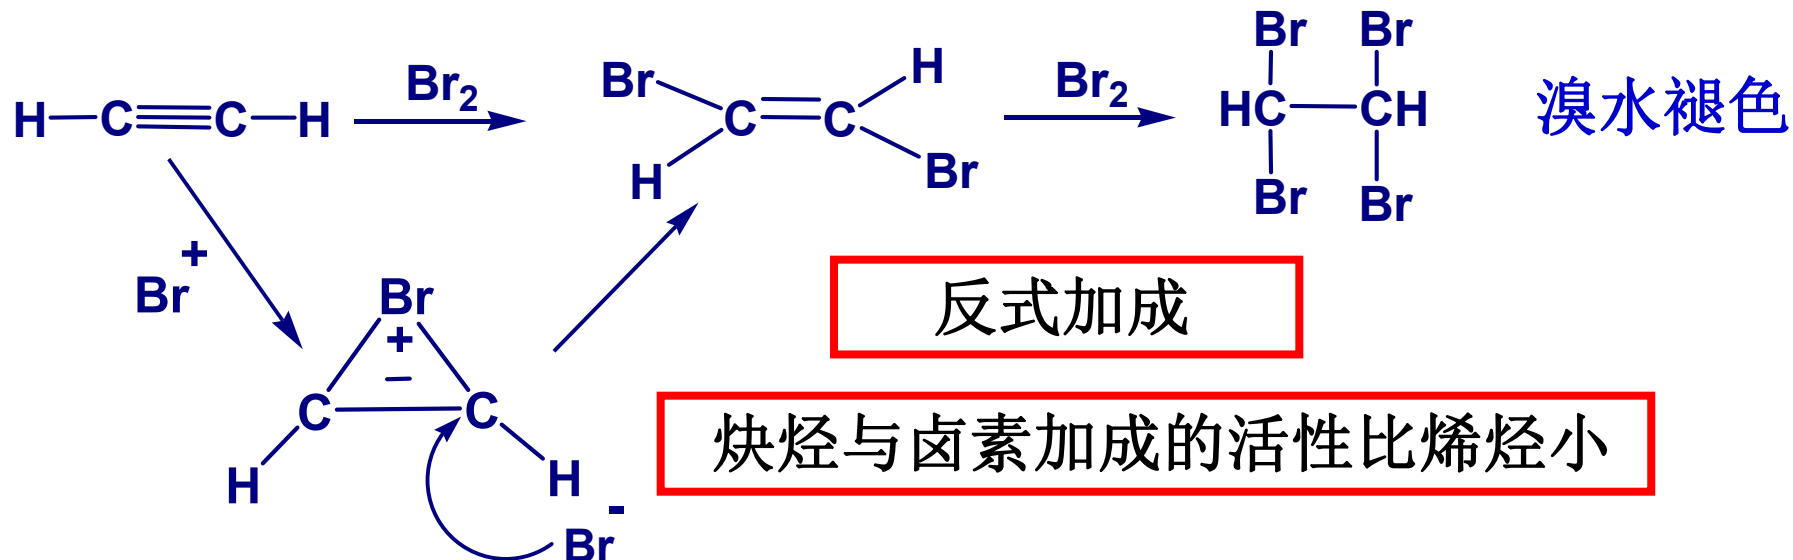 H C C H Br2 Br H C C H Br Br2 Br Br HC CH Br Br 溴水褪色
Br+
Br
+
C C
H H
Br-
反式加成
炔烃与卤素加成的活性比烯烃小